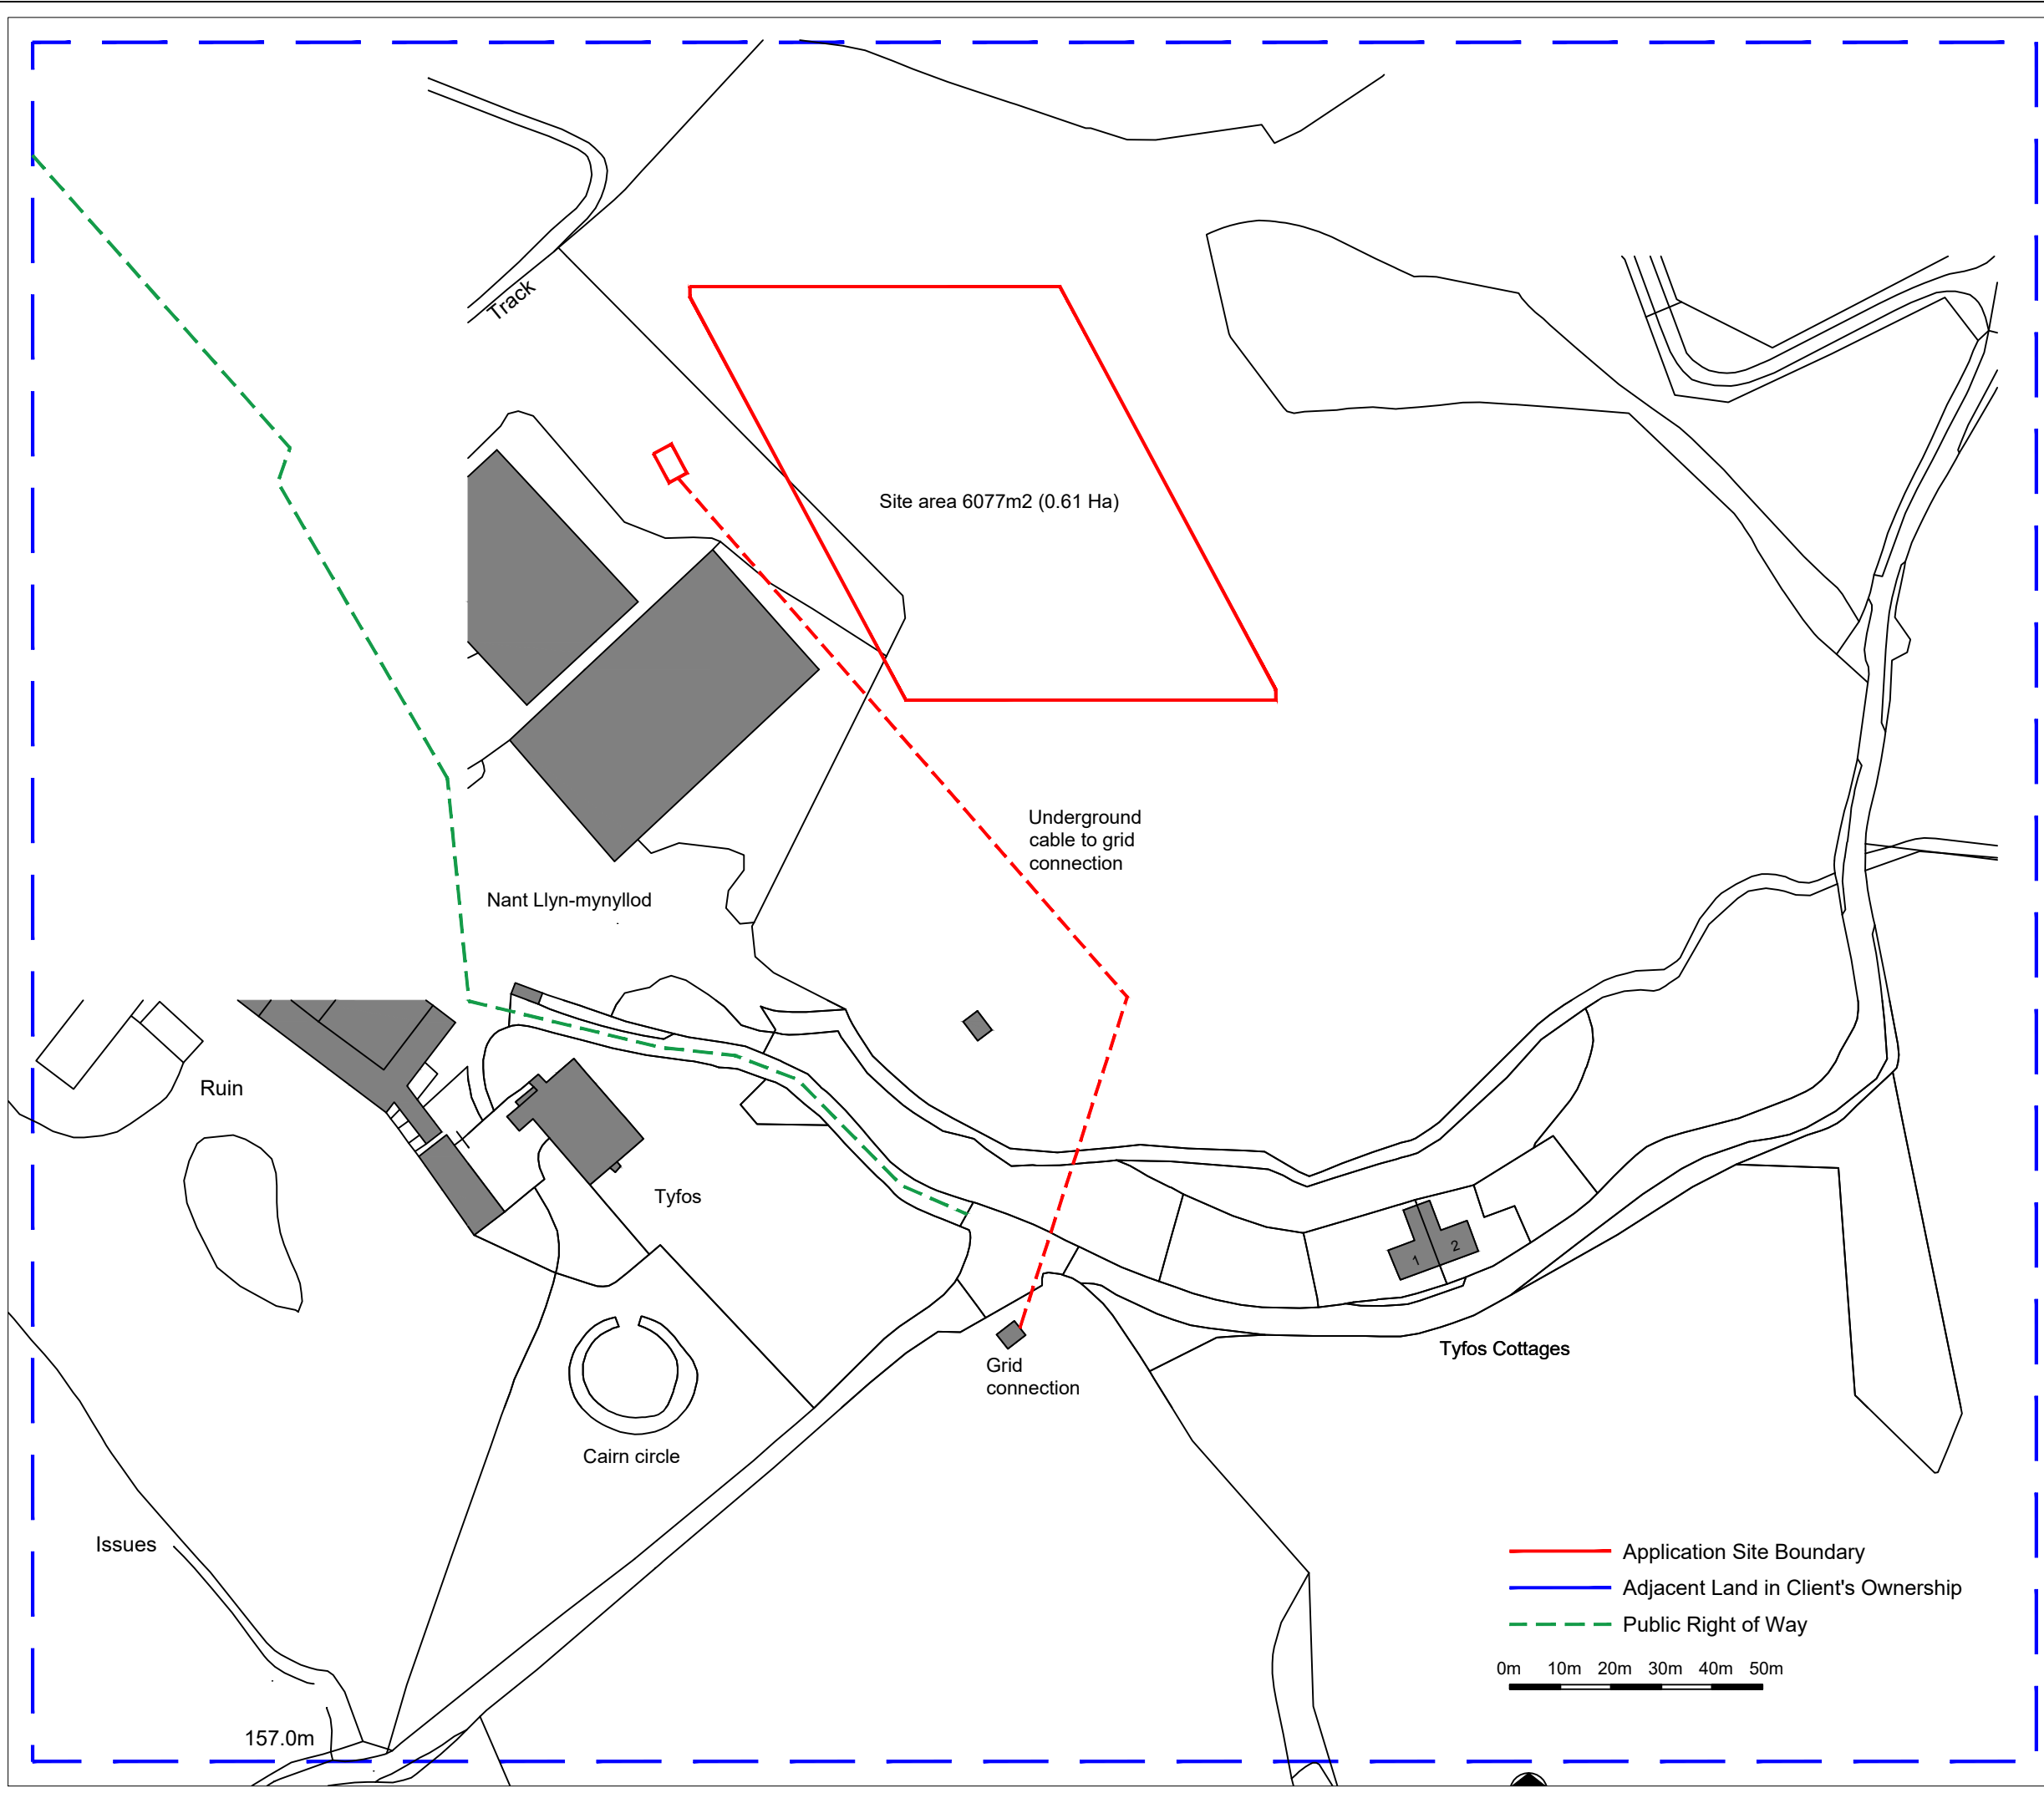 Track
Site area 6077m2 (0.61 Ha)
Underground
cable to grid
connection
Nant Llyn-mynyllod
Ruin
Tyfos
1
2
Tyfos Cottages
Grid
connection
Cairn circle
Issues
Application Site Boundary
Adjacent Land in Client's Ownership
Public Right of Way
0m 10m 20m 30m 40m 50m
157.0m